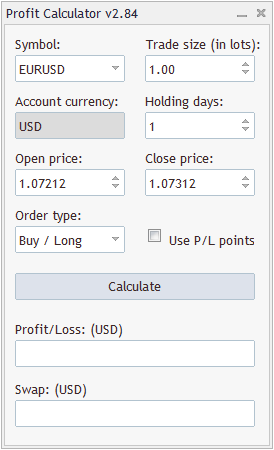 Profit Calculator v2.84
Symbol: Trade size (in lots):
EURUSD 1.00
Account currency: Holding days:
USD 1
Open price: Close price:
1.07212 1.07312
Order type:
Buy / Long Use P/L points
Calculate
Profit/Loss: (USD)
Swap: (USD)